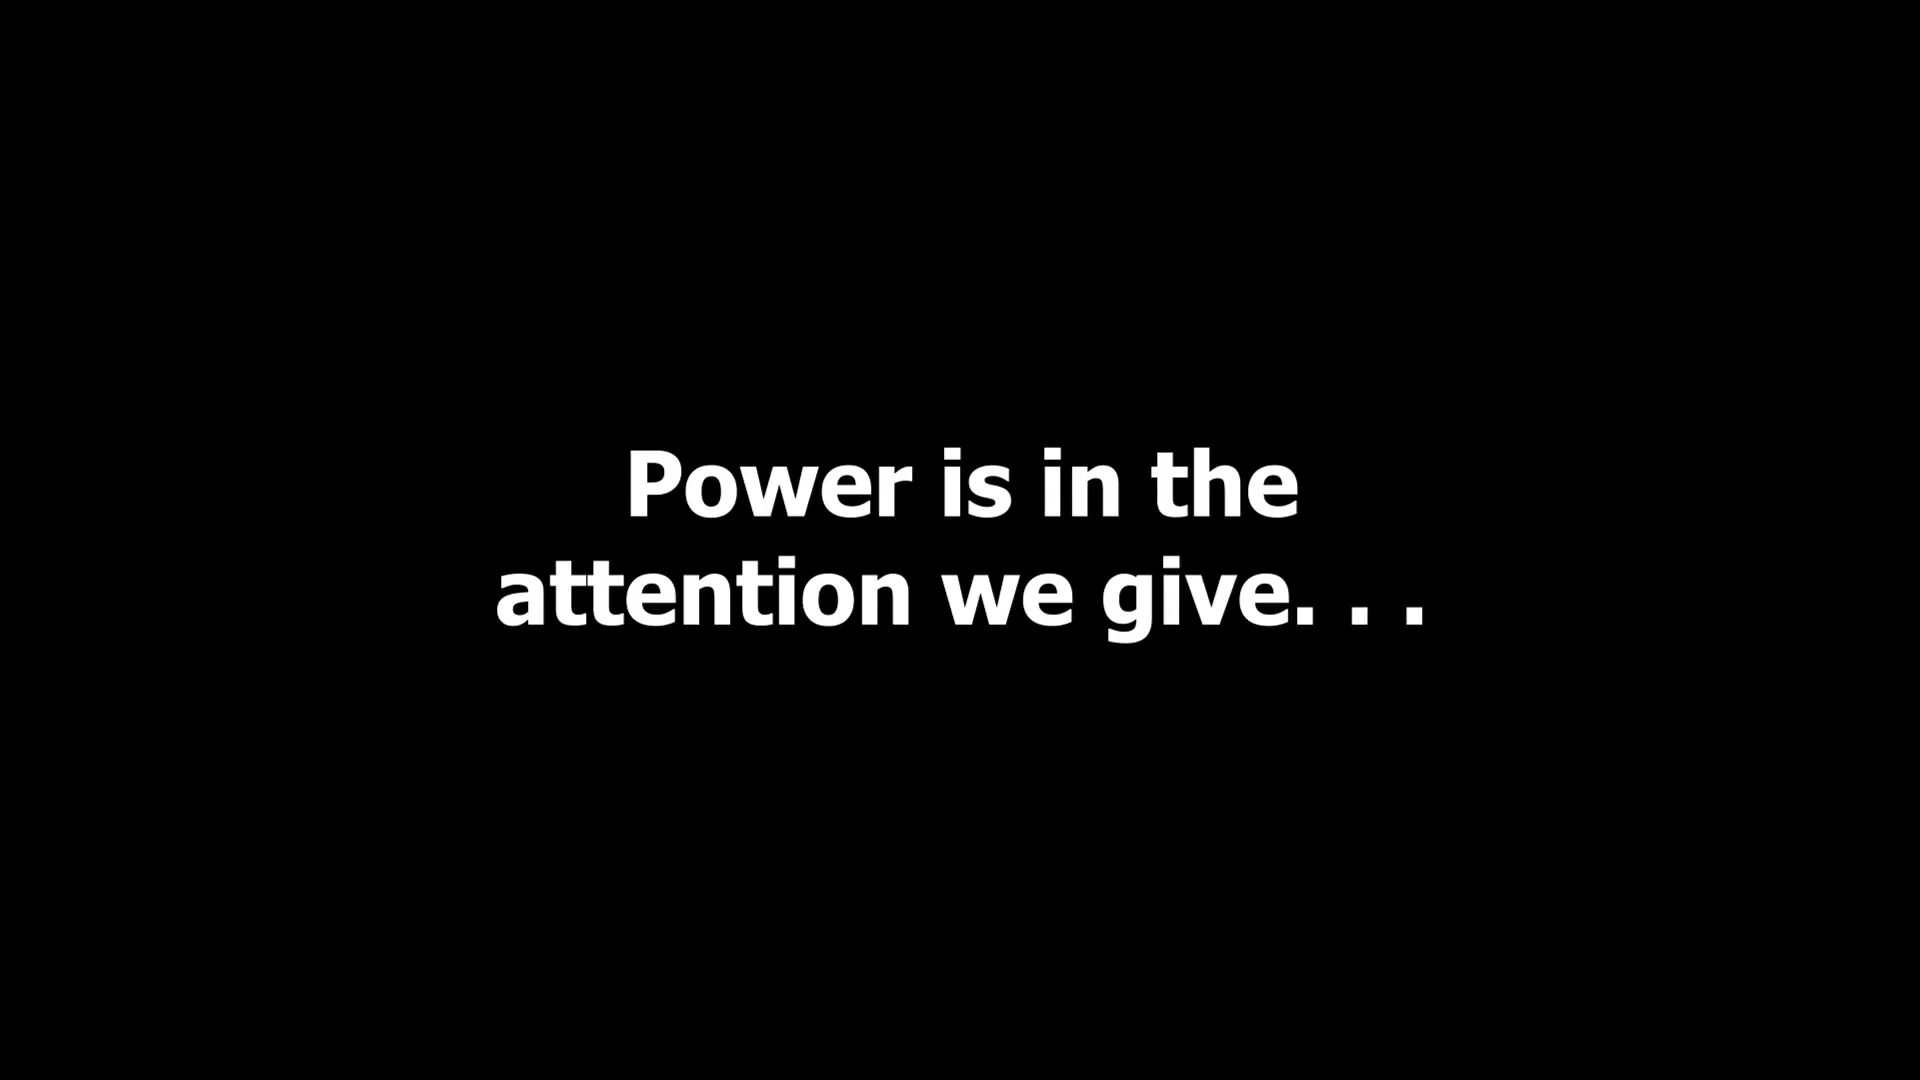 Power is in the
attention we give. . .